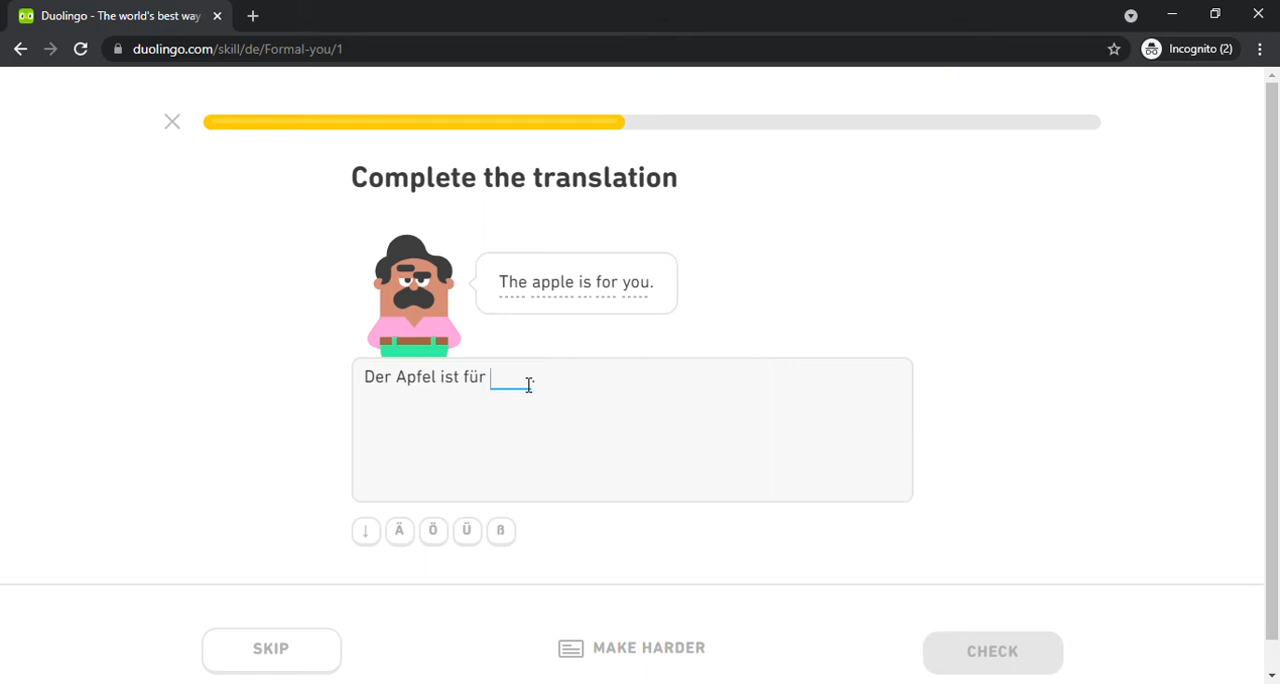 Duolingo - The world's best way
duolingo.com/skill/de/Formal-you/1
Incognito (2)
Complete the translation
The apple is for you.
Der Apfel ist für ____.
↓ Ä Ö Ü ß
SKIP
MAKE HARDER
CHECK